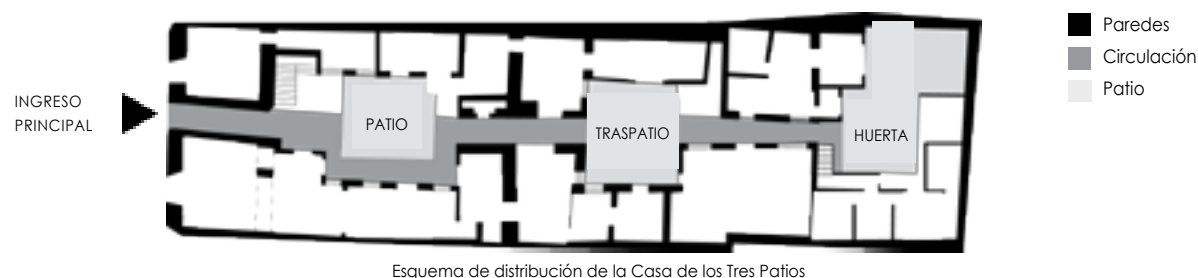 INGRESO
PRINCIPAL
PATIO
TRASPATIO
HUERTA
Paredes
Circulación
Patio
Esquema de distribución de la Casa de los Tres Patios